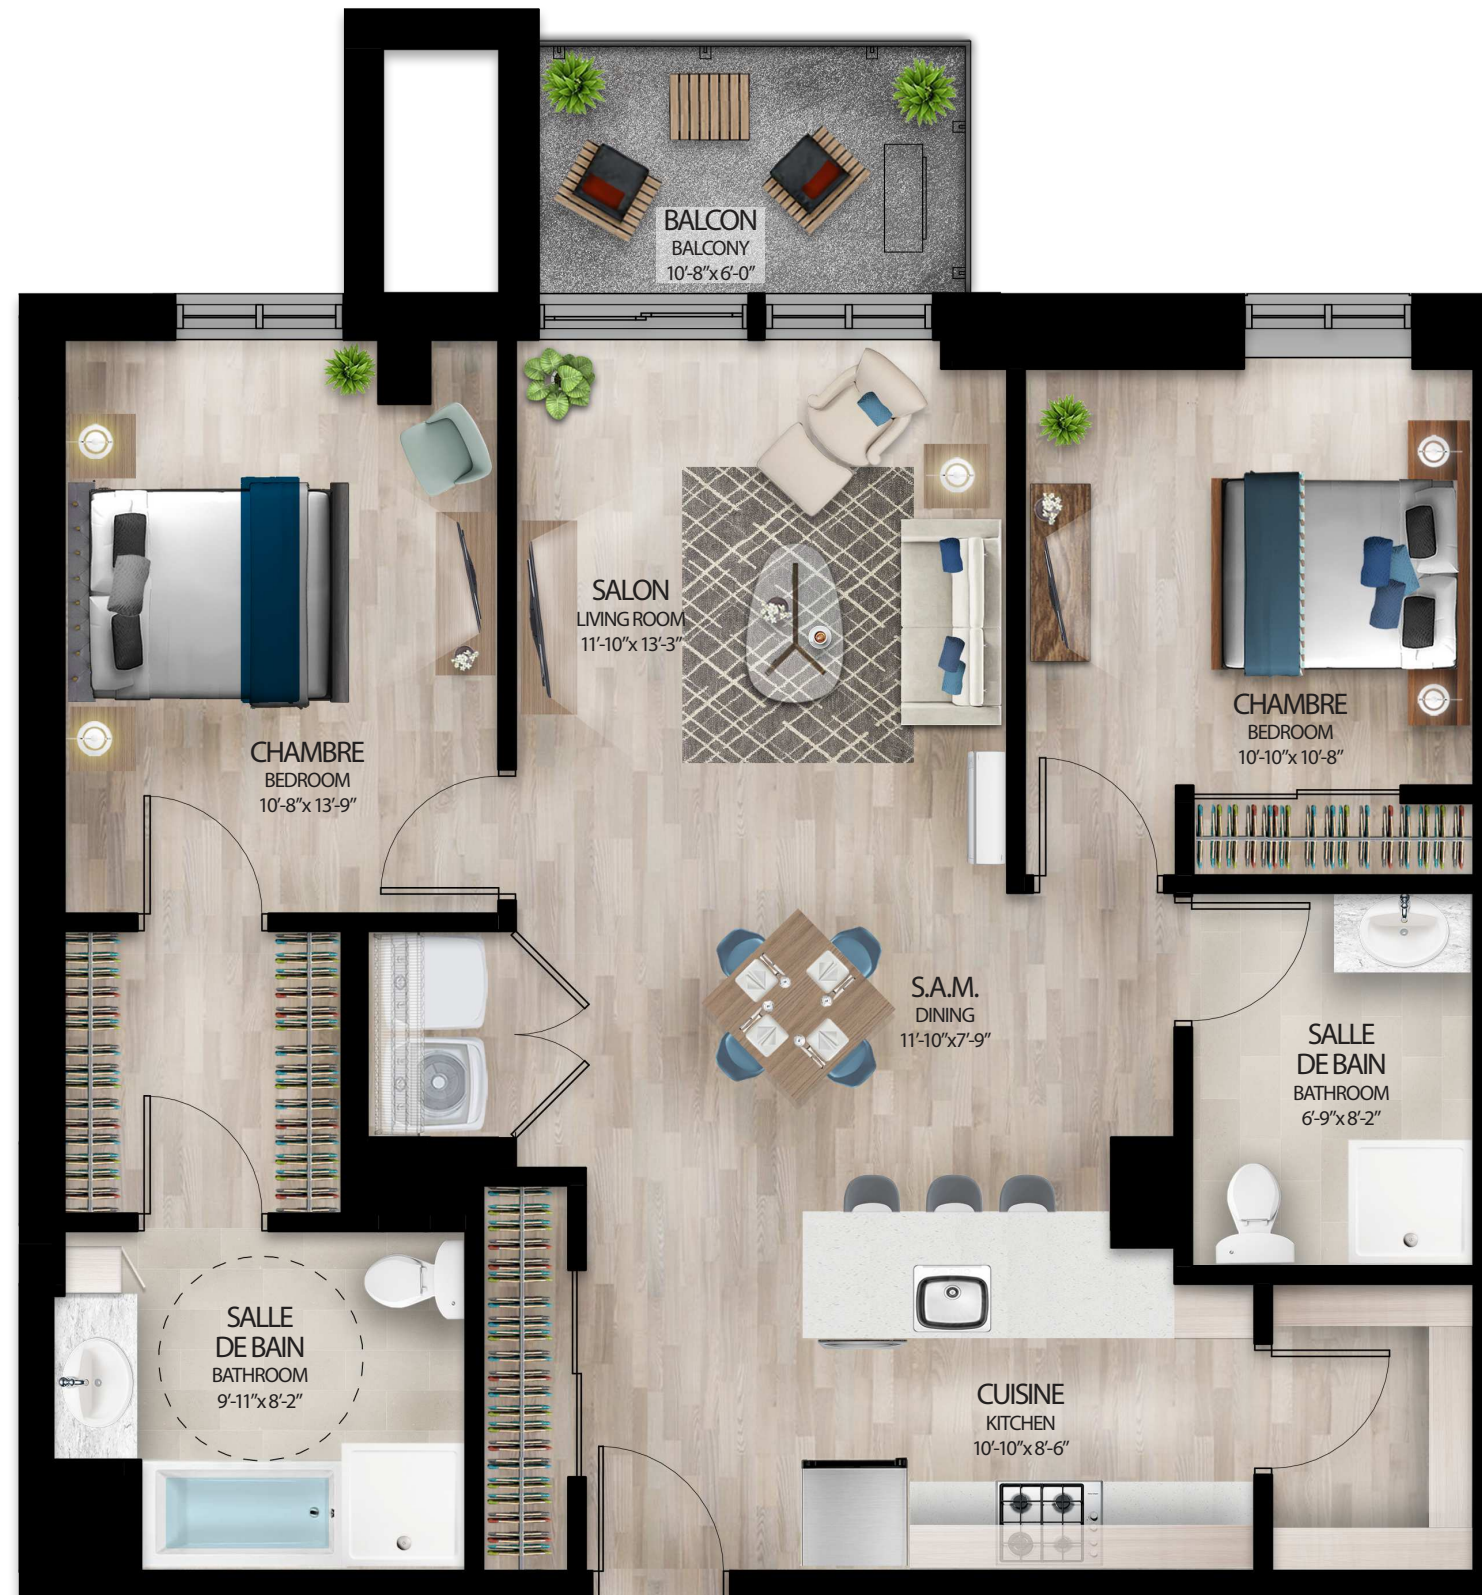 BALCON
BALCONY
10'-8"x 6'-0"
SALON
LIVING ROOM
11'-10"x 13'-3"
CHAMBRE
BEDROOM
10'-10"x 10'-8"
CHAMBRE
BEDROOM
10'-8"x 13'-9"
S.A.M.
DINING
11'-10"x7'-9"
SALLE
DE BAIN
BATHROOM
6'-9"x 8'-2"
SALLE
DE BAIN
BATHROOM
9'-11"x 8'-2"
CUISINE
KITCHEN
10'-10"x 8'-6"